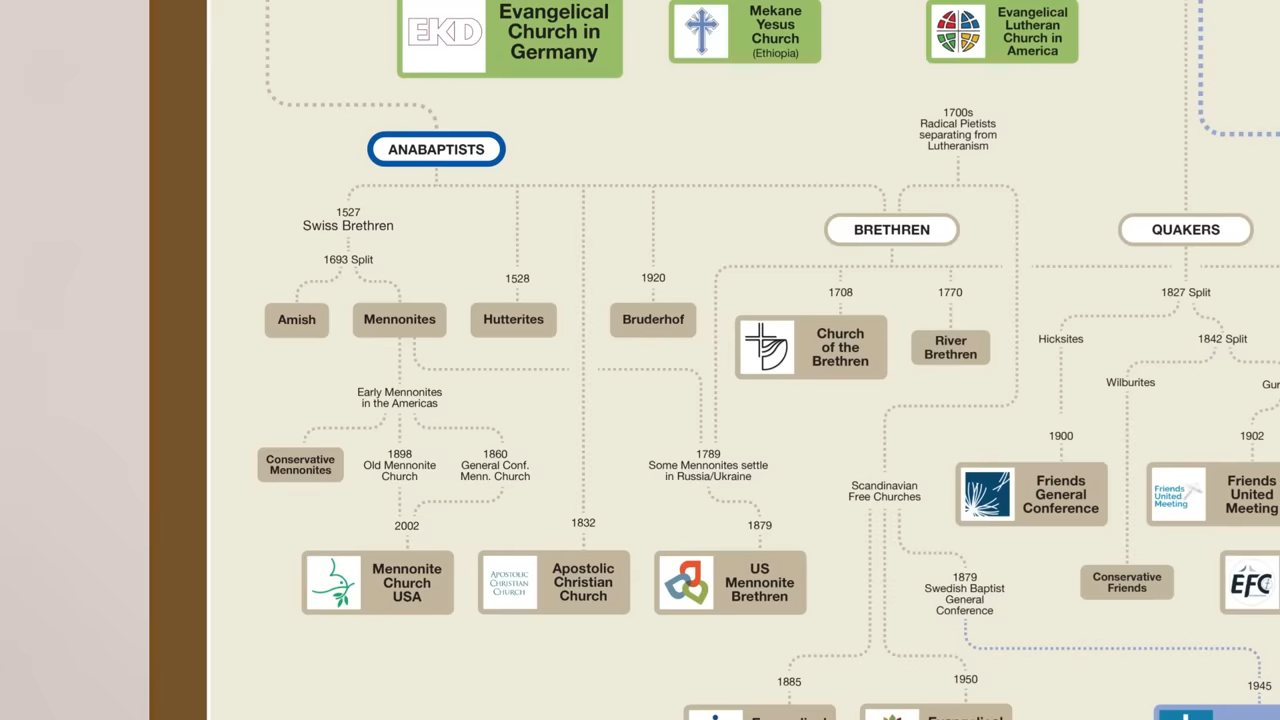 EKD
Evangelical
Church in
Germany
Mekane
Yesus
Church
(Ethiopia)
Evangelical
Lutheran
Church in
America
1700s
Radical Pietists
separating from
Lutheranism
ANABAPTISTS
BRETHREN
QUAKERS
1527
Swiss Brethren
1693 Split
1528
1920
1708
1770
1827 Split
Amish
Mennonites
Hutterites
Bruderhof
Church
of the
Brethren
River
Brethren
Hicksites
1842 Split
Wilburites
Gur
Early Mennonites
in the Americas
Conservative
Mennonites
1898
Old Mennonite
Church
1860
General Conf.
Menn. Church
1789
Some Mennonites settle
in Russia/Ukraine
Scandinavian
Free Churches
1900
Friends
General
Conference
1902
Friends
United
Meeting
Friends
United
Meeting
2002
Mennonite
Church
USA
1832
APOSTOLIC
CHRISTIAN
CHURCH
Apostolic
Christian
Church
1879
US
Mennonite
Brethren
1879
Swedish Baptist
General
Conference
Conservative
Friends
EFC
1885
1950
1945